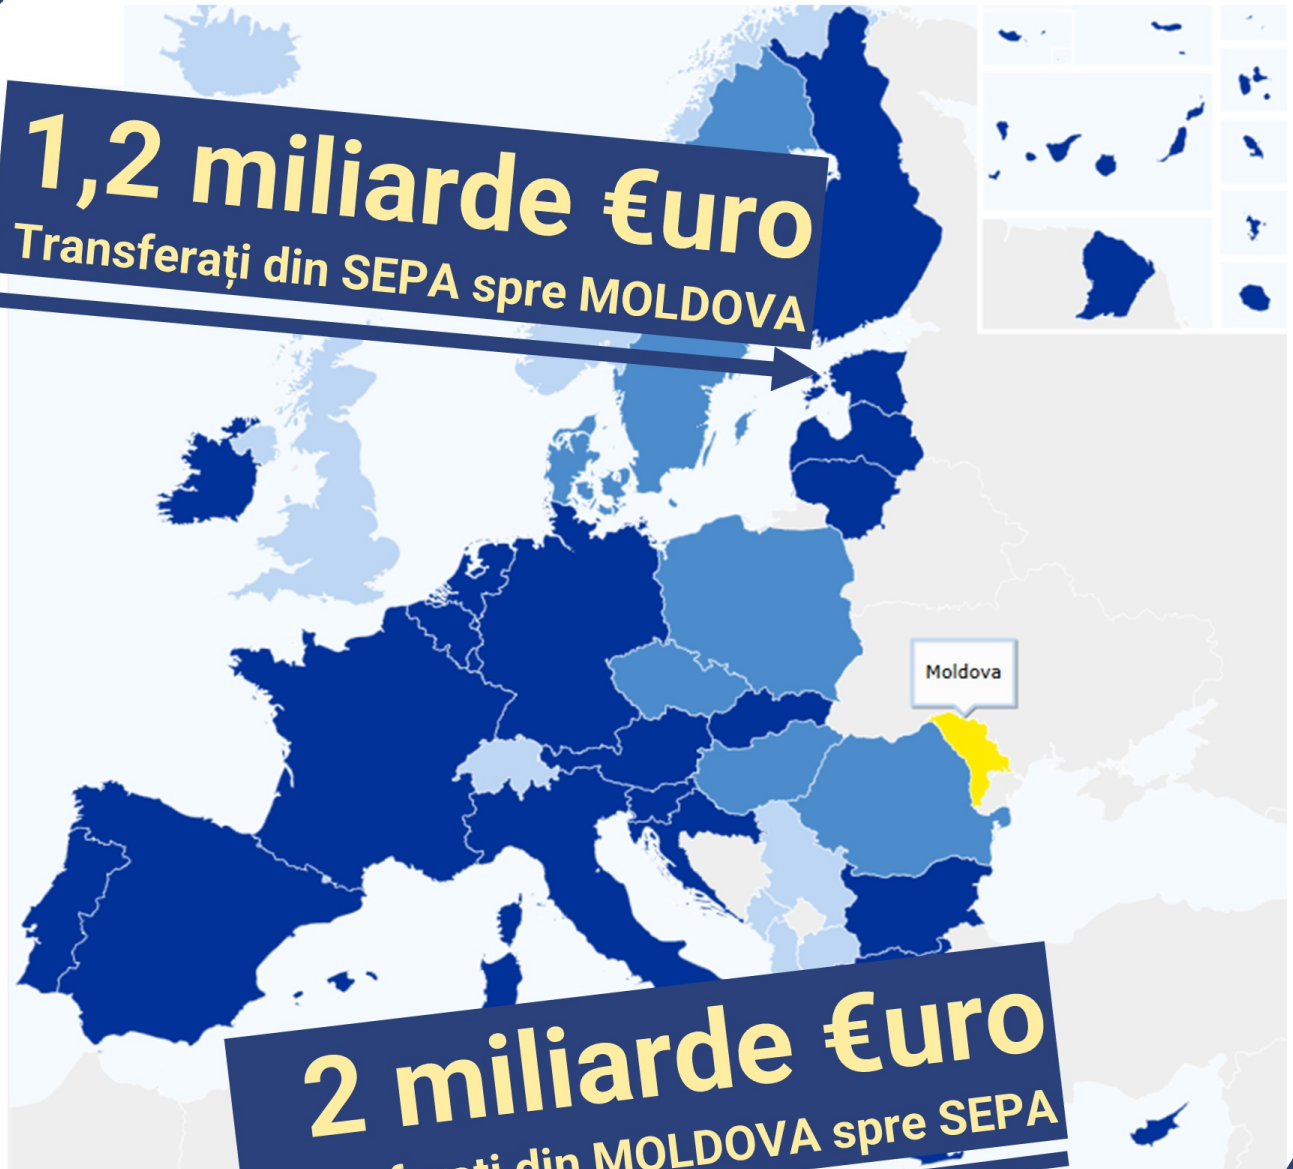 1,2 miliarde €uro
Transferați din SEPA spre MOLDOVA
Moldova
2 miliarde €uro
din MOLDOVA spre SEPA